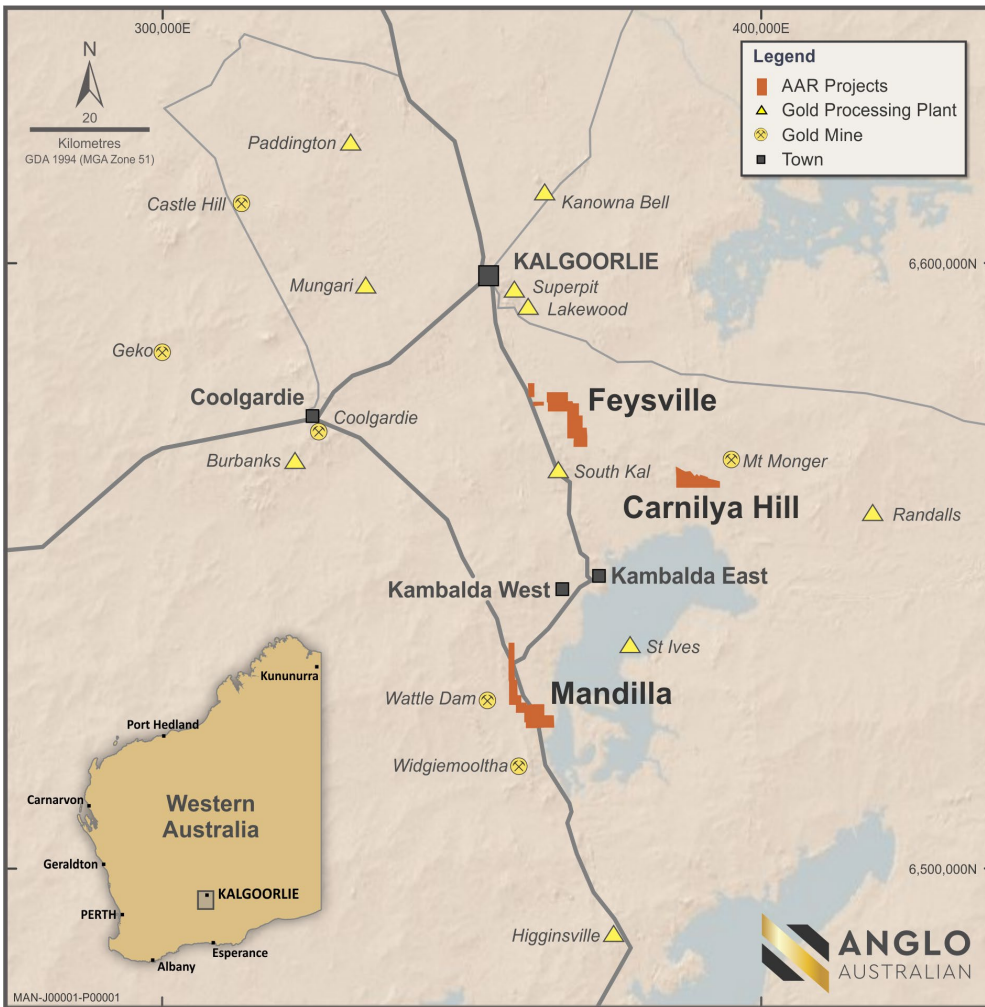 300,000E
400,000E
N
20
Kilometres
GDA 1994 (MGA Zone 51)
Legend
AAR Projects
Gold Processing Plant
Gold Mine
Town
Paddington
Castle Hill
Kanowna Bell
KALGOORLIE
6,600,000N
Mungari
Superpit
Lakewood
Geko
Coolgardie
Feysville
Coolgardie
Burbanks
South Kal
Mt Monger
Carnilya Hill
Randalls
Kambalda East
Kambalda West
St Ives
Wattle Dam
Mandilla
Widgiemooltha
Kununurra
Port Hedland
Carnarvon
Western
Australia
Geraldton
KALGOORLIE
PERTH
Esperance
Albany
6,500,000N
Higginsville
ANGLO
AUSTRALIAN
MAN-J00001-P00001